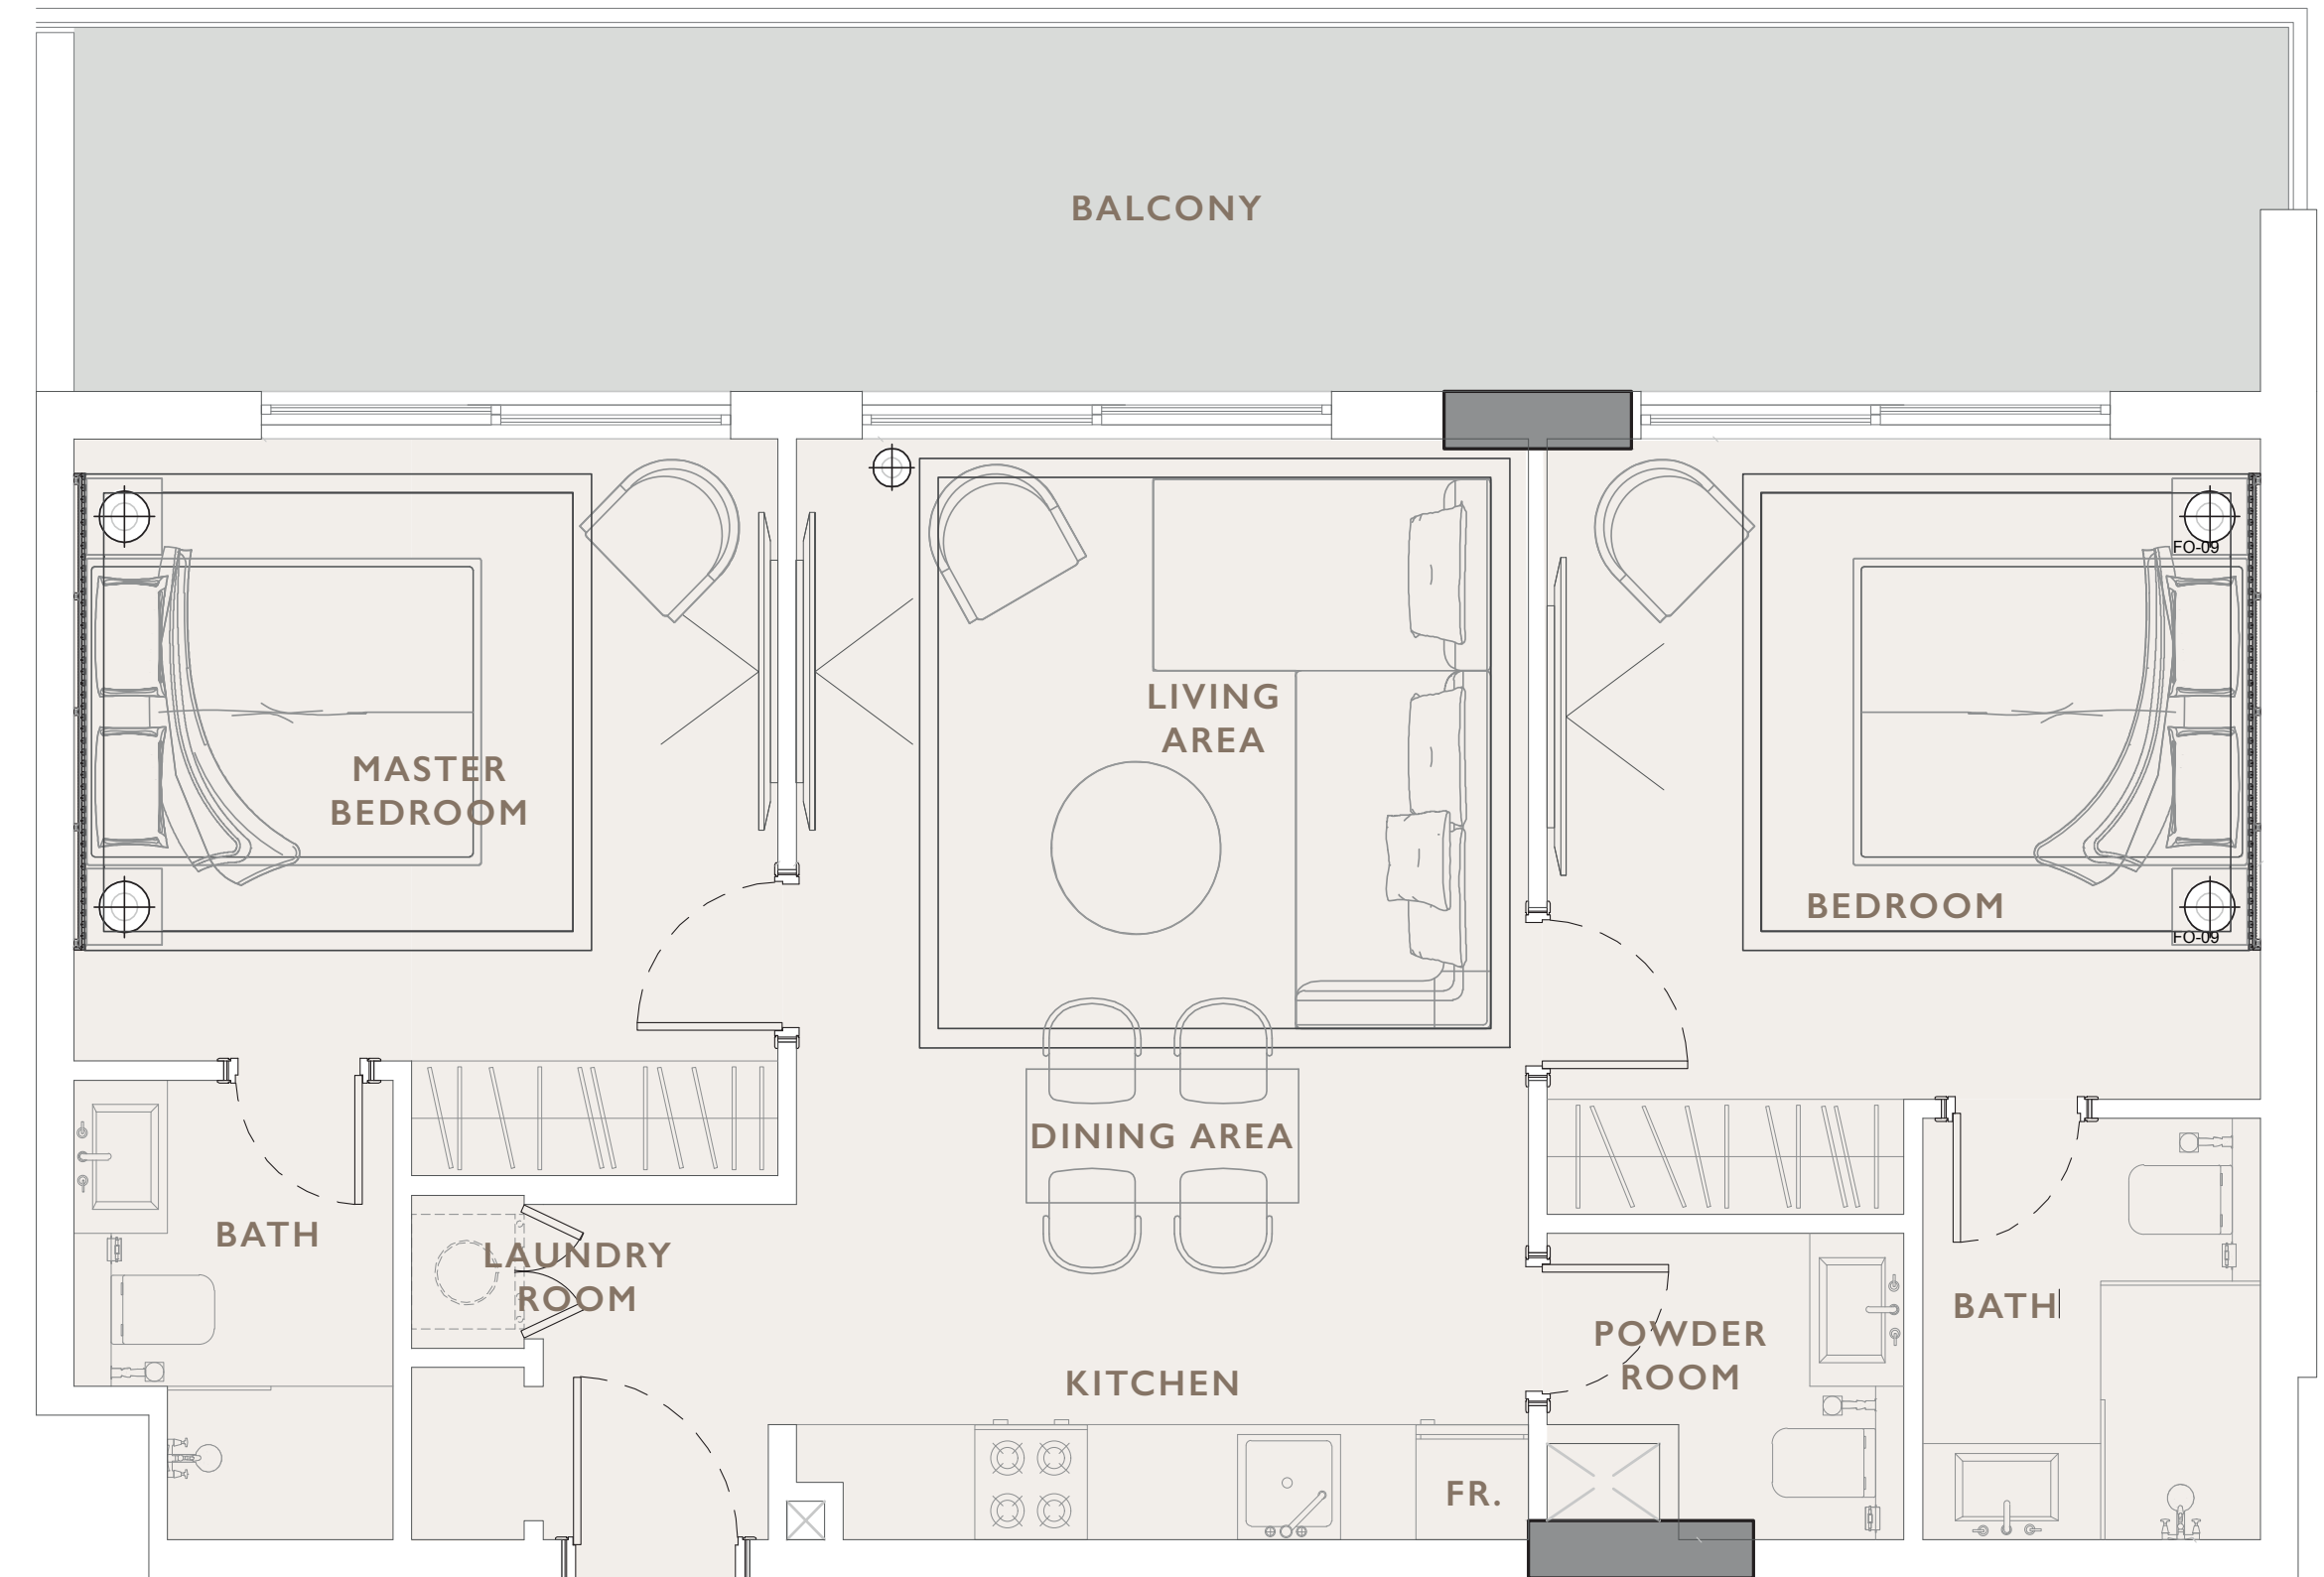 BALCONY
FO-09
LIVING
AREA
MASTER
BEDROOM
BEDROOM
FO-09
DINING AREA
BATH
LAUNDRY
ROOM
BATH
POWDER
ROOM
KITCHEN
FR.